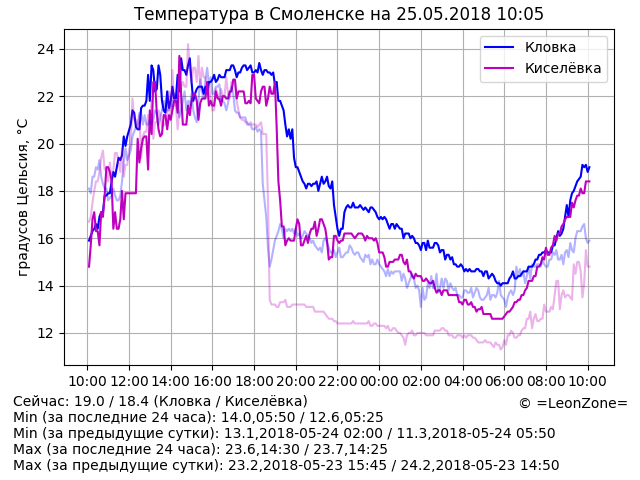 Температура в Смоленске на 25.05.2018 10:05
Кловка
Киселёвка
градусов Цельсия, °C
24
22
20
18
16
14
12
10:00 12:00 14:00 16:00 18:00 20:00 22:00 00:00 02:00 04:00 06:00 08:00 10:00
Сейчас: 19.0 / 18.4 (Кловка / Киселёвка)
© =LeonZone=
Min (за последние 24 часа): 14.0,05:50 / 12.6,05:25
Min (за предыдущие сутки): 13.1,2018-05-24 02:00 / 11.3,2018-05-24 05:50
Max (за последние 24 часа): 23.6,14:30 / 23.7,14:25
Max (за предыдущие сутки): 23.2,2018-05-23 15:45 / 24.2,2018-05-23 14:50